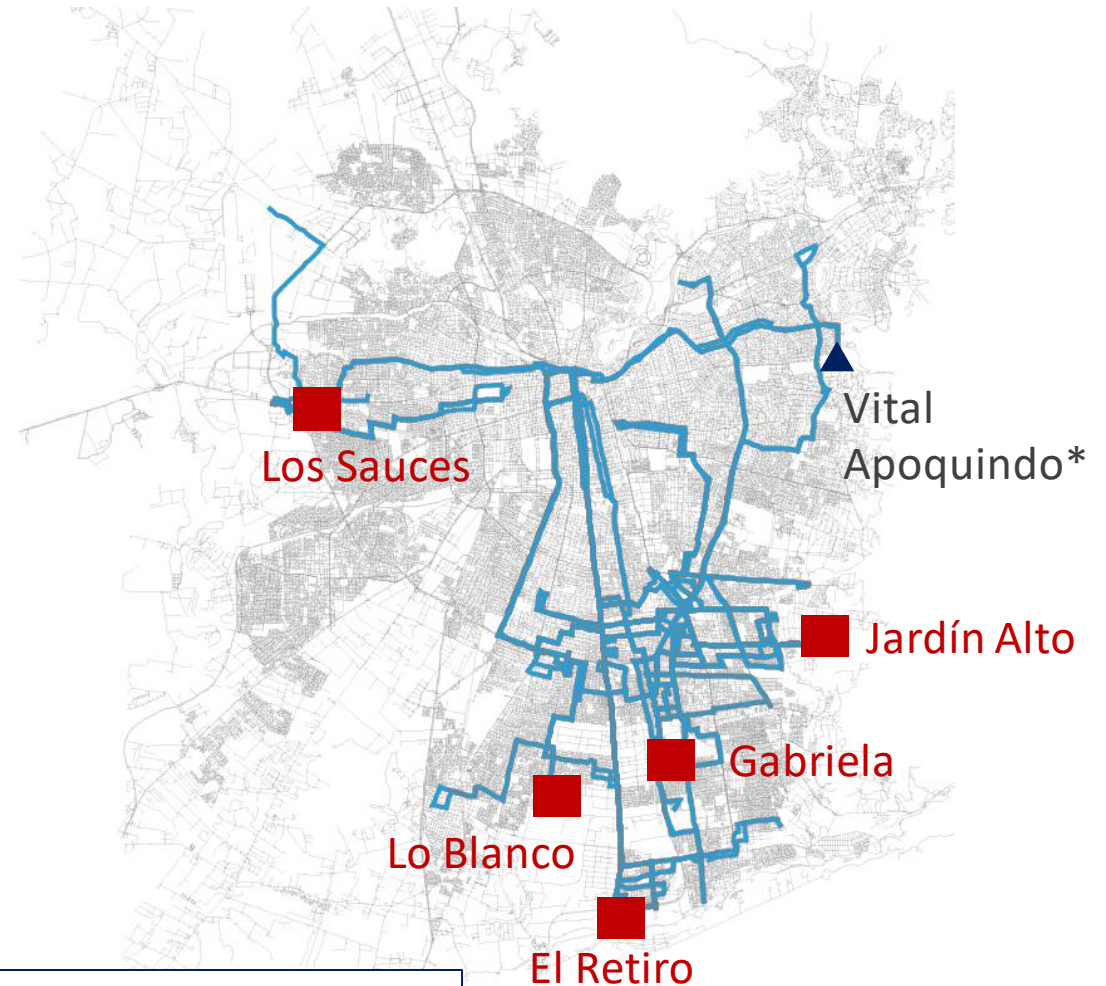 Vital
Apoquindo*
Los Sauces
Jardín Alto
Gabriela
Lo Blanco
El Retiro